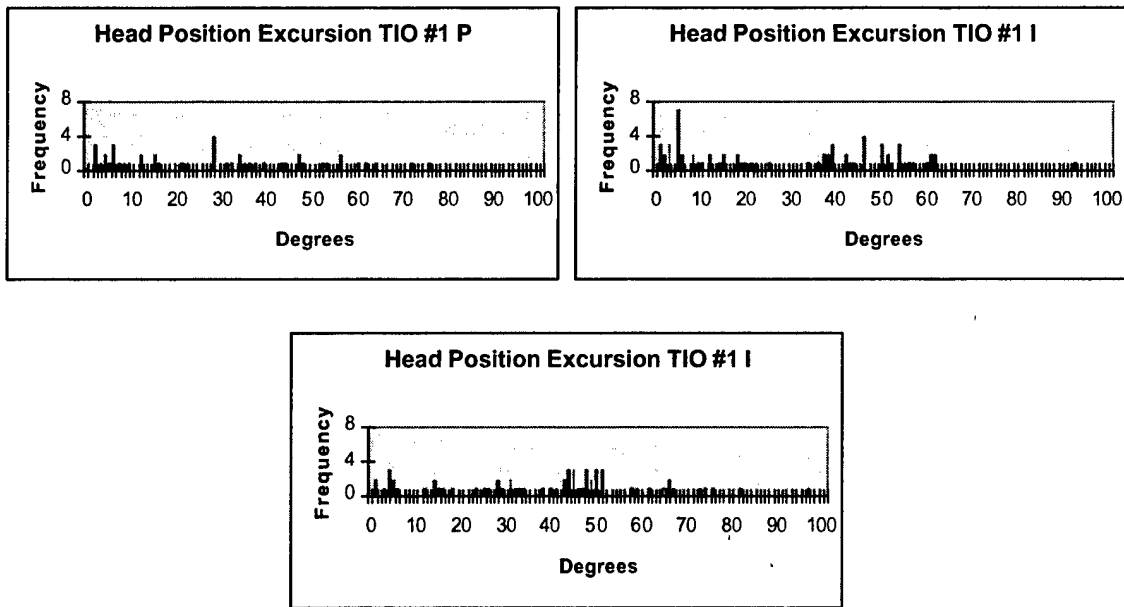 Head Position Excursion TIO #1 P
Frequency
8
4
0
0 10 20 30 40 50 60 70 80 90 100
Degrees
Head Position Excursion TIO #1 I
Frequency
8
4
0
0 10 20 30 40 50 60 70 80 90 100
Degrees
Head Position Excursion TIO #1 I
Frequency
8
4
0
0 10 20 30 40 50 60 70 80 90 100
Degrees